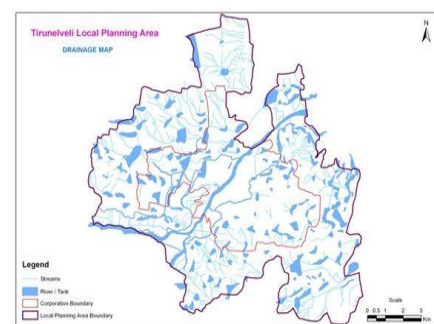 Tirunelveli Local Planning Area
DRAINAGE MAP
N
Legend
Streams
River / Tank
Corporation Boundary
Local Planning Area Boundary
Scale
0 0.5 1 2 3
Km